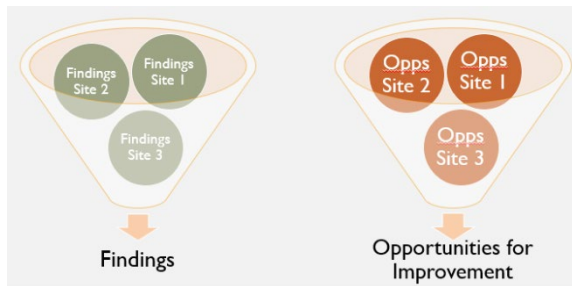 Findings
Site 2
Findings
Site 1
Findings
Site 3
Findings
Opps
Site 2
Opps
Site 1
Opps
Site 3
Opportunities for
Improvement